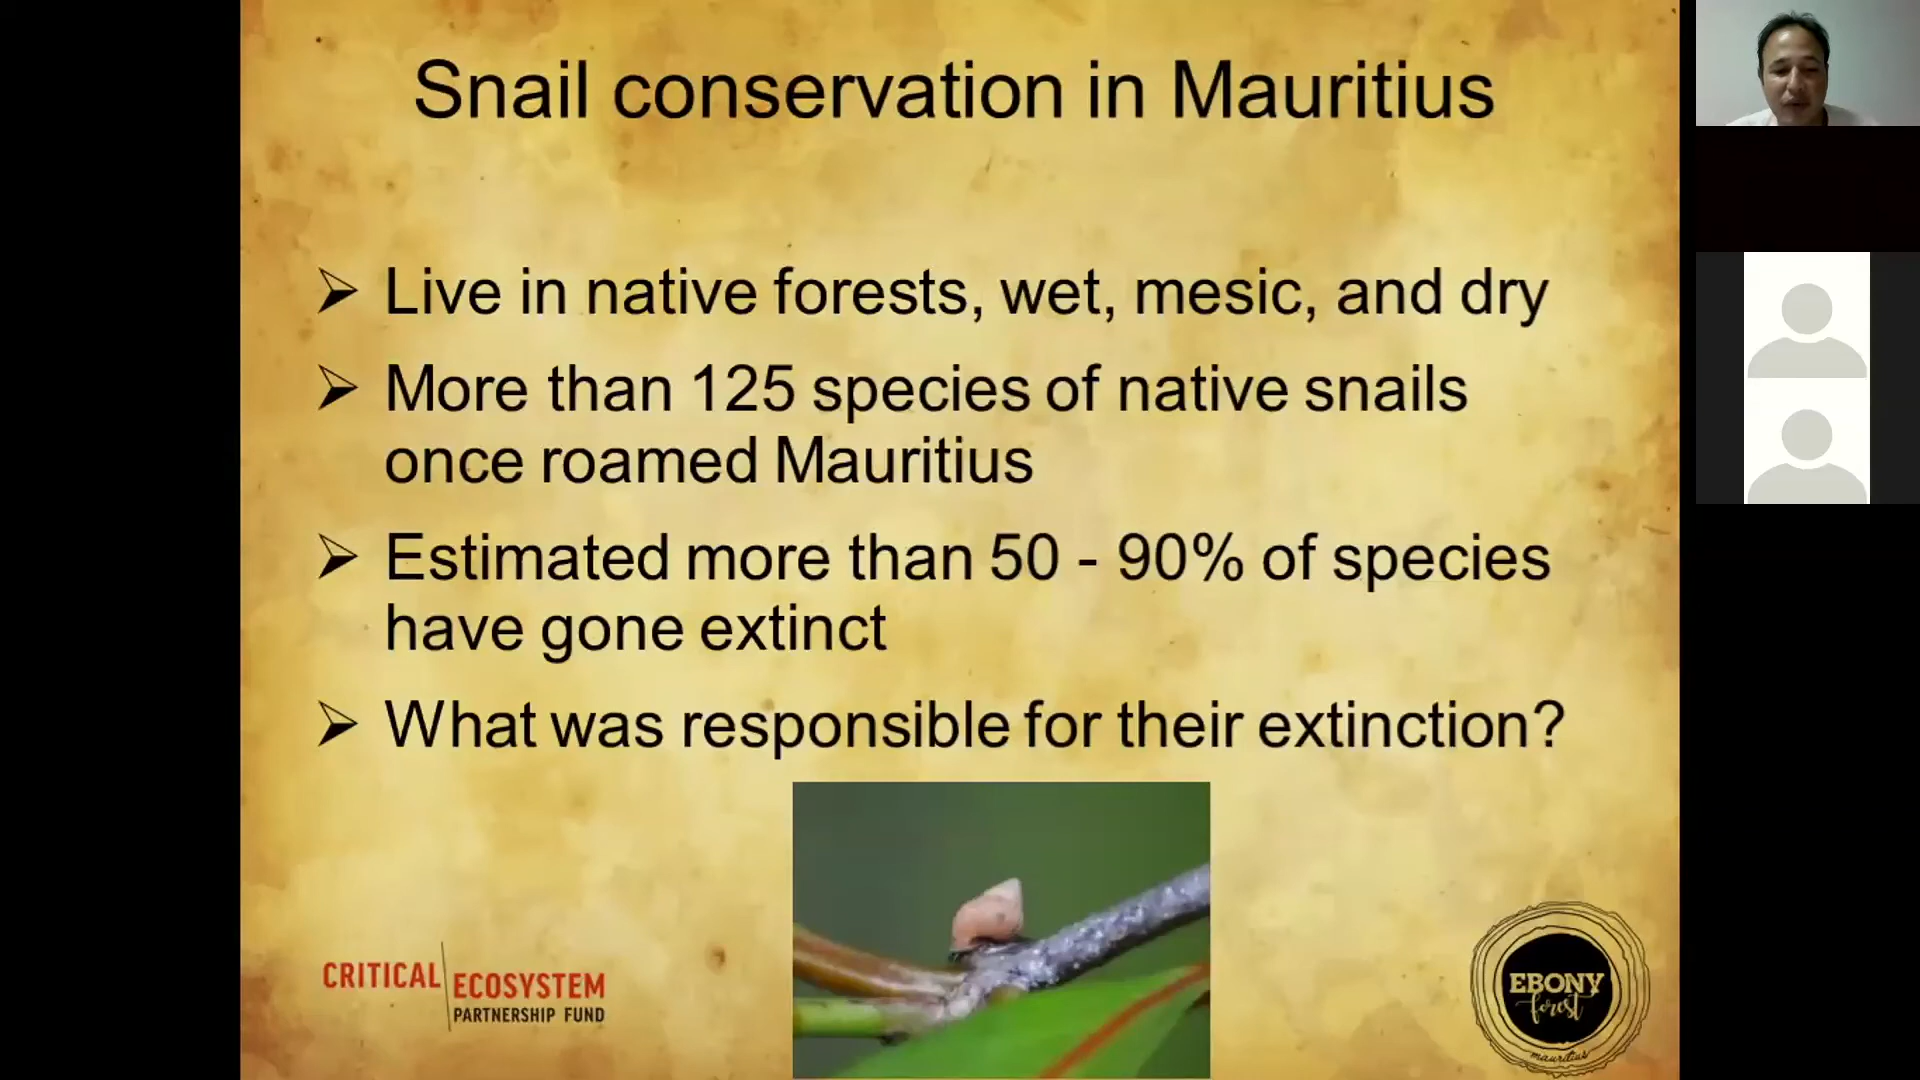 Snail conservation in Mauritius
Live in native forests, wet, mesic, and dry
More than 125 species of native snails
once roamed Mauritius
Estimated more than 50 - 90% of species
have gone extinct
What was responsible for their extinction?
CRITICAL ECOSYSTEM
PARTNERSHIP FUND
EBONY
forest
mauritius